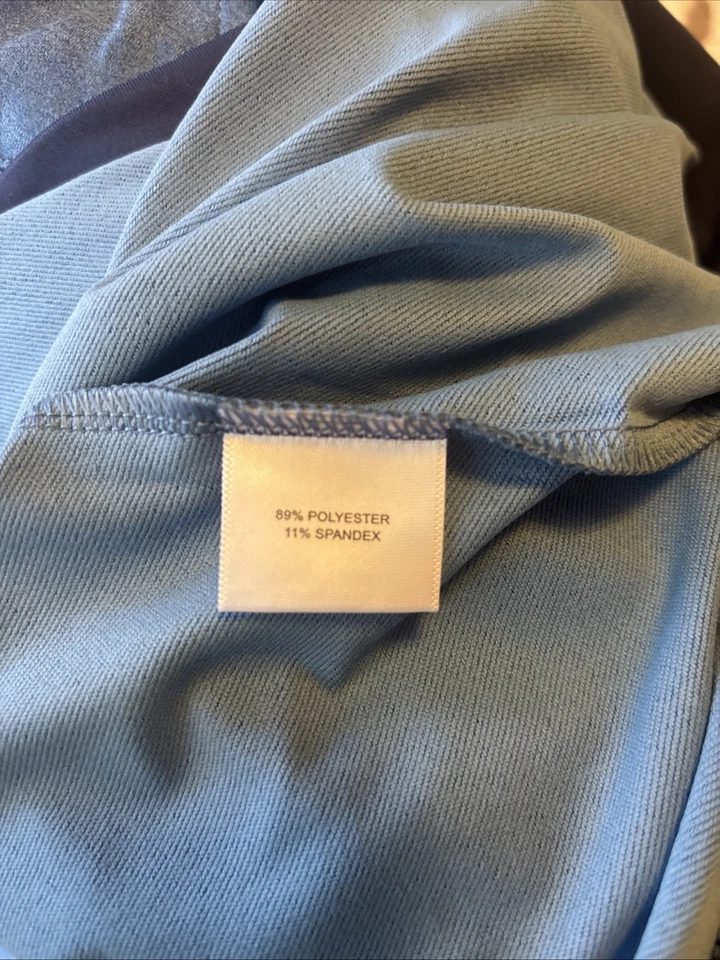 89% POLYESTER
11% SPANDEX